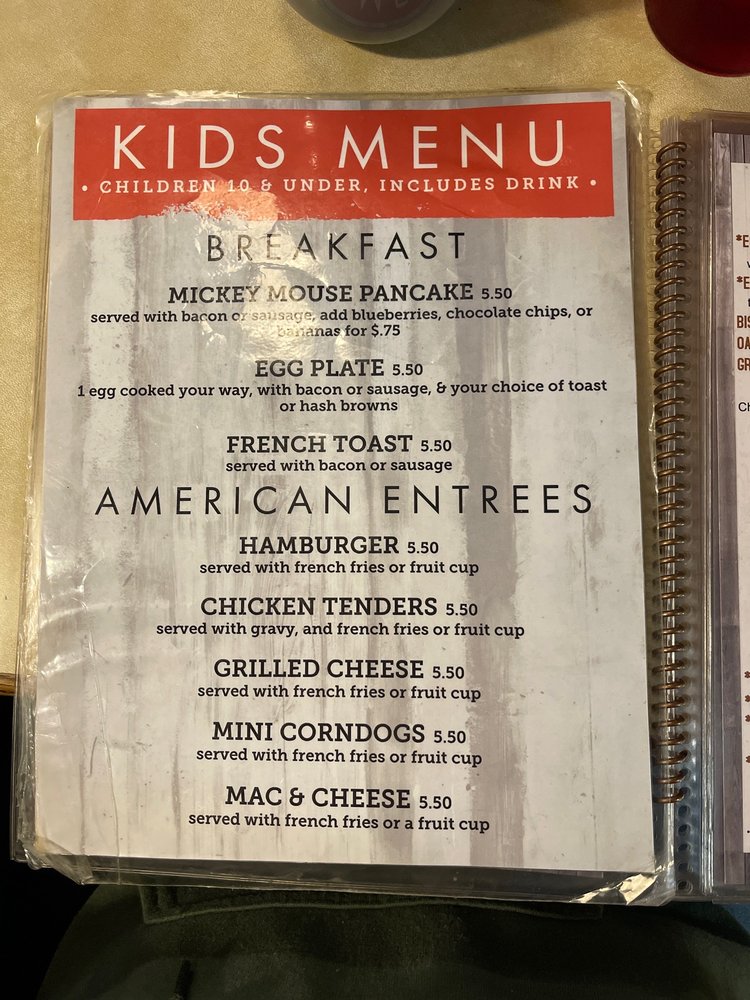 KIDS MENU
• CHILDREN 10 & UNDER, INCLUDES DRINK •
BREAKFAST
MICKEY MOUSE PANCAKE 5.50
served with bacon or sausage, add blueberries, chocolate chips, or
bananas for $.75
EGG PLATE 5.50
1 egg cooked your way, with bacon or sausage, & your choice of toast
or hash browns
FRENCH TOAST 5.50
served with bacon or sausage
AMERICAN ENTREES
HAMBURGER 5.50
served with french fries or fruit cup
CHICKEN TENDERS 5.50
served with gravy, and french fries or fruit cup
GRILLED CHEESE 5.50
served with french fries or fruit cup
MINI CORNDOGS 5.50
served with french fries or fruit cup
MAC & CHEESE 5.50
served with french fries or a fruit cup